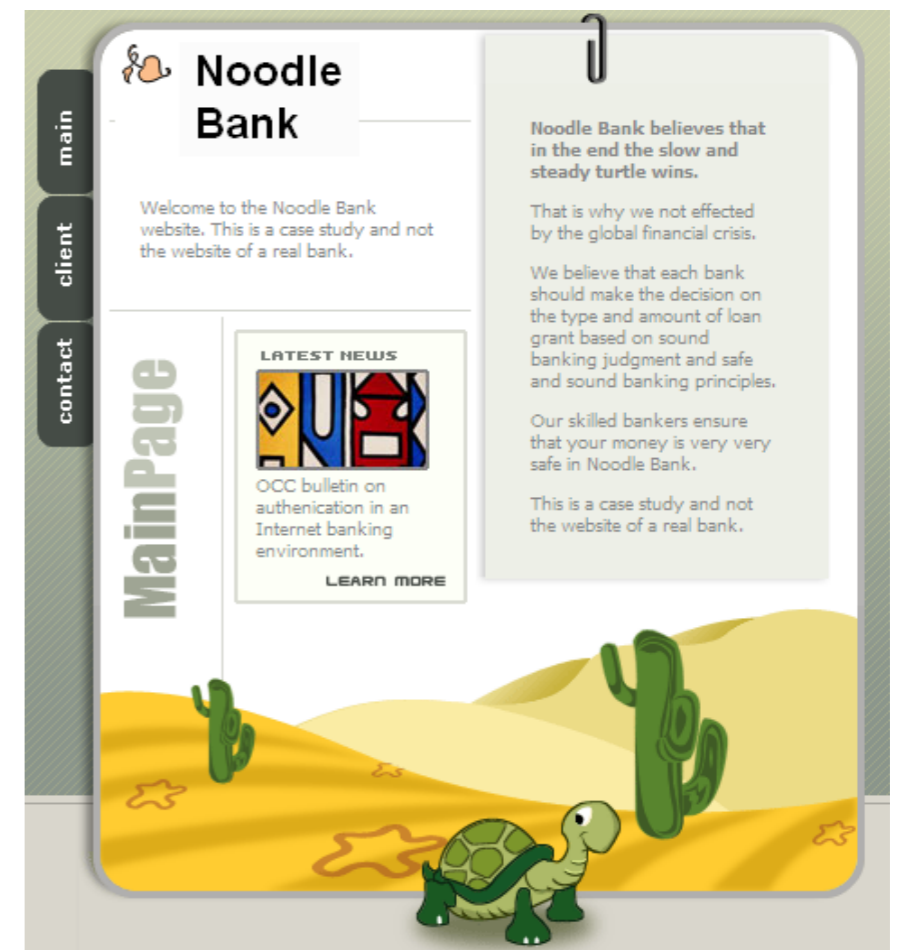 Noodle
Bank
main
client
contact
Welcome to the Noodle Bank
website. This is a case study and not
the website of a real bank.
MainPage
LATEST NEWS
OCC bulletin on
authenication in an
Internet banking
environment.
LEARN MORE
Noodle Bank believes that
in the end the slow and
steady turtle wins.
That is why we not effected
by the global financial crisis.
We believe that each bank
should make the decision on
the type and amount of loan
grant based on sound
banking judgment and safe
and sound banking principles.
Our skilled bankers ensure
that your money is very very
safe in Noodle Bank.
This is a case study and not
the website of a real bank.